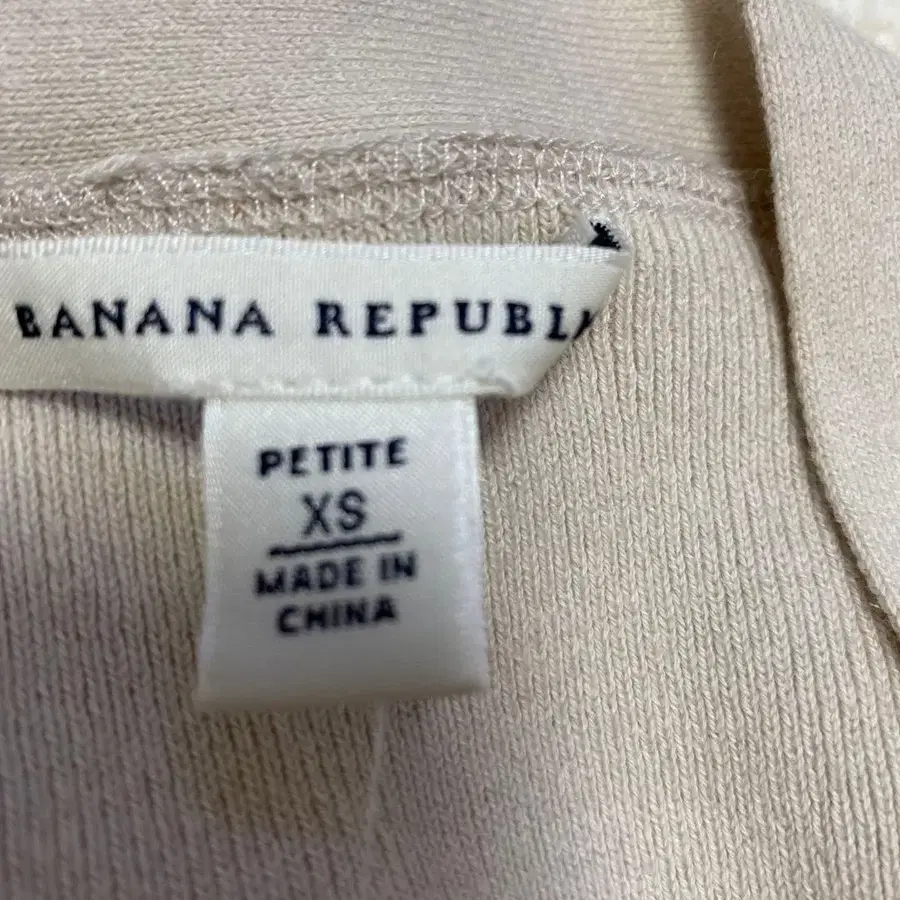 BANANA REPUBLI
PETITE
XS
MADE IN
CHINA